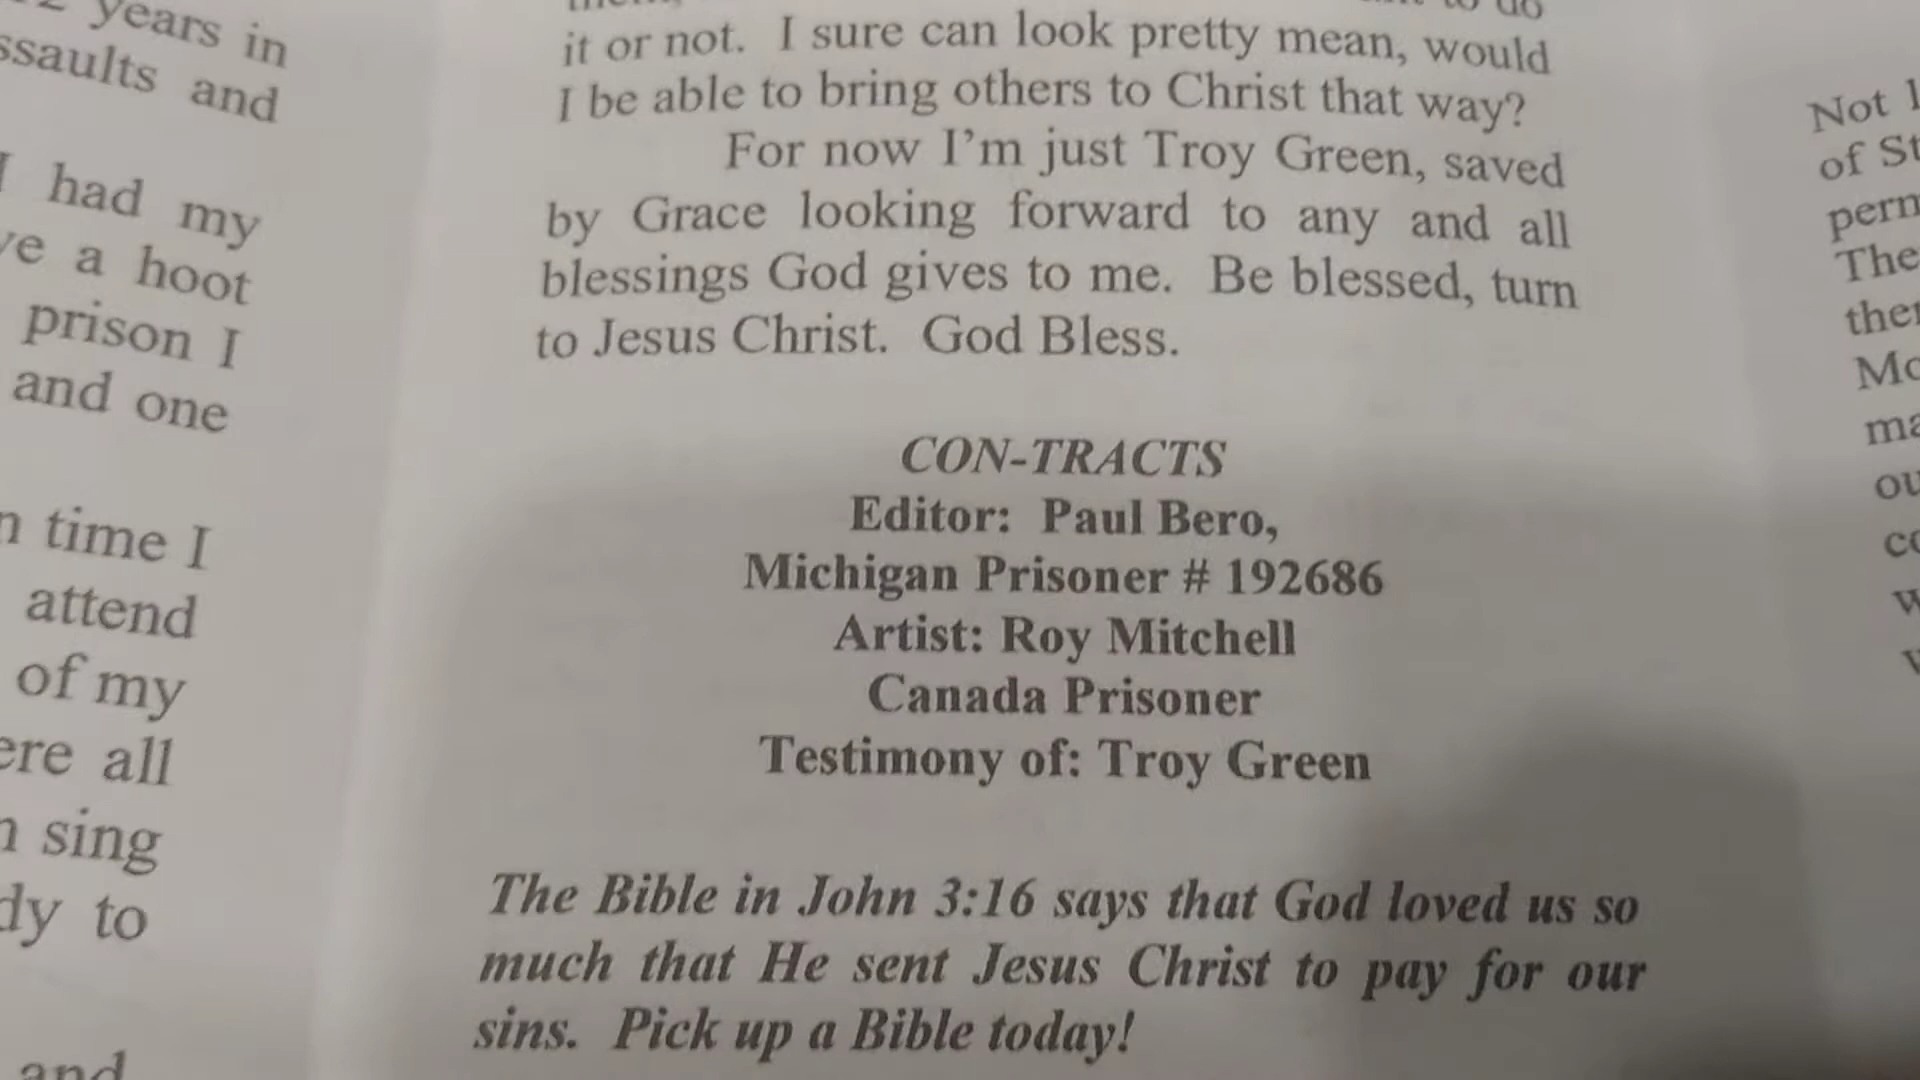 years in
and
I had my
a hoot
prison I
and one
time I
attend
of my
all
sing
to
and
to do
it or not. I sure can look pretty mean, would
I be able to bring others to Christ that way?
For now I'm just Troy Green, saved
by Grace looking forward to any and all
blessings God gives to me. Be blessed, turn
to Jesus Christ. God Bless.
CON-TRACTS
Editor: Paul Bero,
Michigan Prisoner # 192686
Artist: Roy Mitchell
Canada Prisoner
Testimony of: Troy Green
The Bible in John 3:16 says that God loved us so
much that He sent Jesus Christ to pay for our
sins. Pick up a Bible today!
Not
of
The